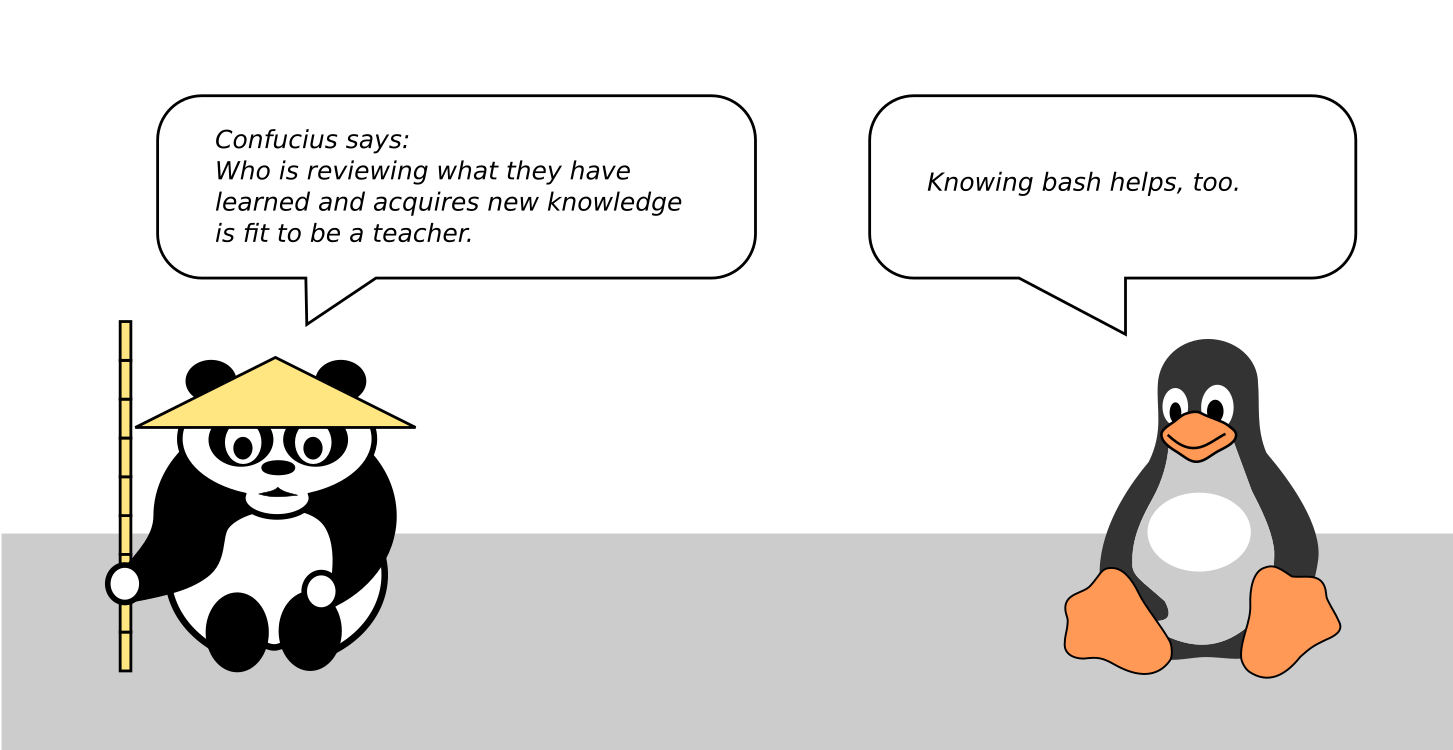 Confucius says:
Who is reviewing what they have
learned and acquires new knowledge
is fit to be a teacher.
Knowing bash helps, too.